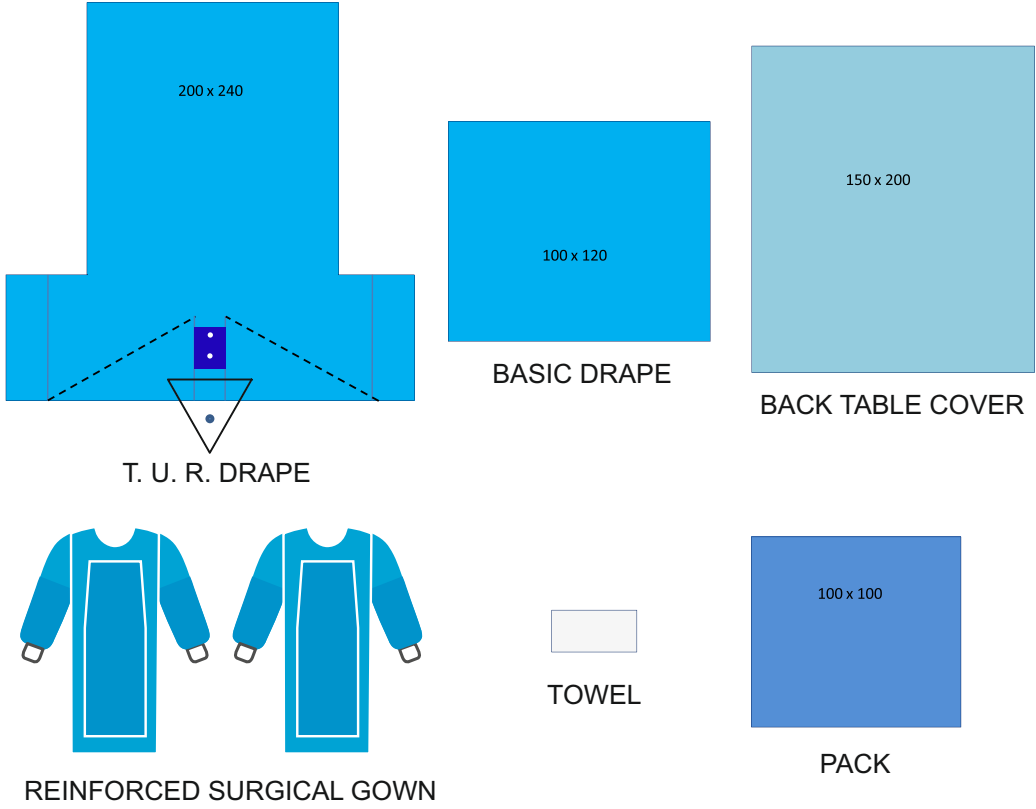 200 x 240
T. U. R. DRAPE
100 x 120
BASIC DRAPE
150 x 200
BACK TABLE COVER
REINFORCED SURGICAL GOWN
TOWEL
100 x 100
PACK